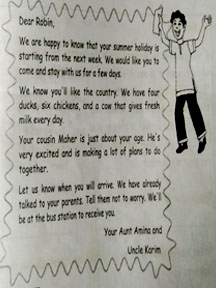 Dear Robin,
We are happy to know that your summer holiday is
starting from the next week. We would like you to
come and stay with us for a few days.
We know you'll like the country. We have four
ducks, six chickens, and a cow that gives fresh
milk every day.
Your cousin Maher is just about your age. He's
very excited and is making a lot of plans to do
together.
Let us know when you will arrive. We have already
talked to your parents. Tell them not to worry. We'll
be at the bus station to receive you.
Your Aunt Amina and
Uncle Karim